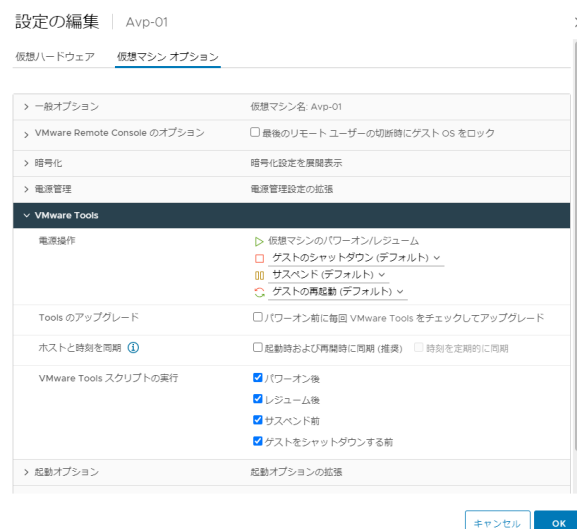 設定の編集 | Avp-01
仮想ハードウェア 仮想マシン オプション
一般オプション 仮想マシン名: Avp-01
VMware Remote Console のオプション 最後のリモート ユーザーの切断時にゲスト OS をロック
暗号化 暗号化設定を展開表示
電源管理 電源管理設定の拡張
VMware Tools
電源操作 仮想マシンのパワーオン/レジューム
ゲストのシャットダウン (デフォルト)
サスペンド (デフォルト)
ゲストの再起動 (デフォルト)
Tools のアップグレード パワーオン前に毎回 VMware Tools をチェックしてアップグレード
ホストと時刻を同期 起動時および再開時に同期 (推奨) 時刻を定期的に同期
VMware Tools スクリプトの実行 パワーオン後
レジューム後
サスペンド前
ゲストをシャットダウンする前
起動オプション 起動オプションの拡張
キャンセル OK